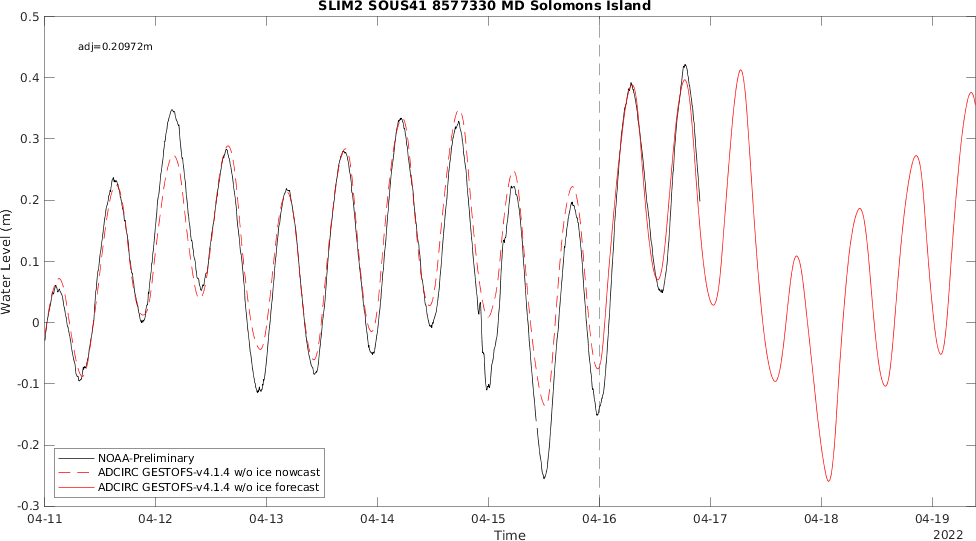 SLIM2 SOUS41 8577330 MD Solomons Island
0.5
adj=0.20972m
0.4
0.3
0.2
0.1
0
-0.1
-0.2
-0.3
Water Level (m)
NOAA-Preliminary
ADCIRC GESTOFS-v4.1.4 w/o ice nowcast
ADCIRC GESTOFS-v4.1.4 w/o ice forecast
04-11 04-12 04-13 04-14 04-15 04-16 04-17 04-18 04-19
Time
2022